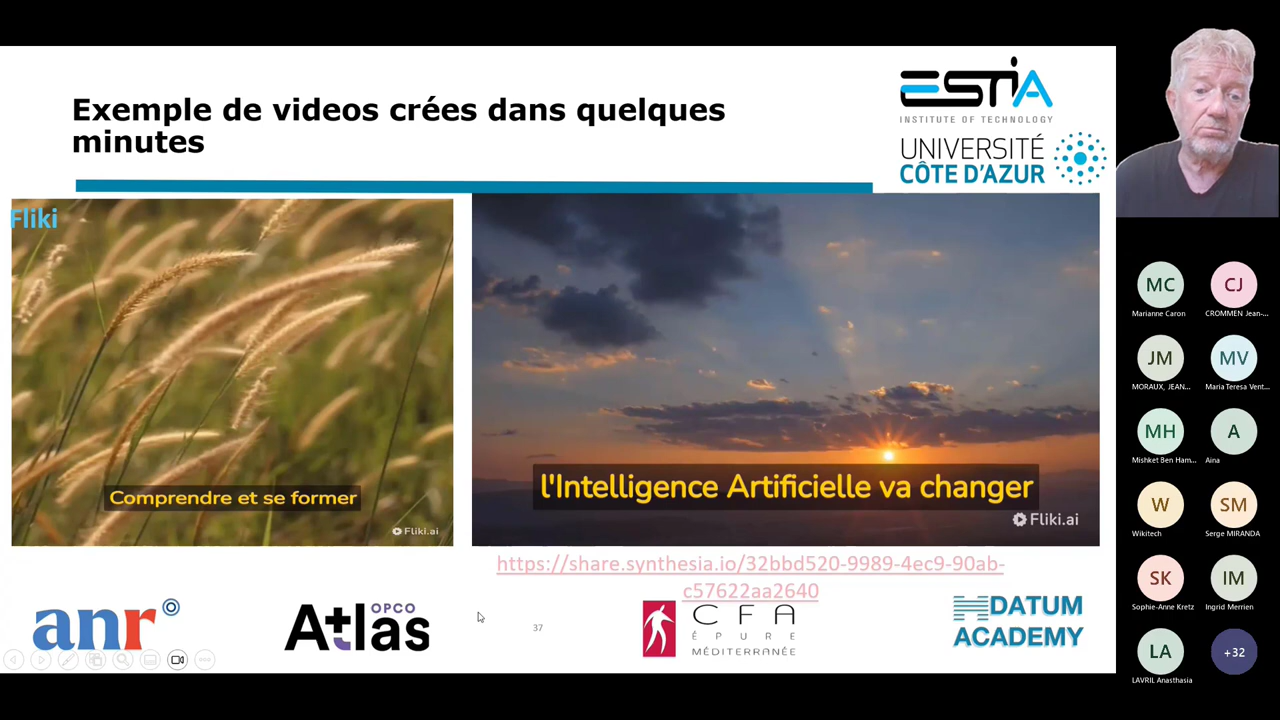 Exemple de videos crées dans quelques
minutes
ESTIA
INSTITUTE OF TECHNOLOGY
UNIVERSITÉ
CÔTE D'AZUR
Fliki
Comprendre et se former
Fliki.ai
l'Intelligence Artificielle va changer
Fliki.ai
https://share.synthesia.io/32bbd520-9989-4ec9-90ab-
c57622aa2640
anr
OPCO
Atlas
37
CFA
ÉPURE
MÉDITERRANÉE
DATUM
ACADEMY
MC
Marianne Caron
CJ
CROMMEN Jean-...
JM
MORAUX, JEAN...
MV
Maria Teresa Vent...
MH
Mishket Ben Ham...
A
Aina
W
Wikitech
SM
Serge MIRANDA
SK
Sophie-Anne Kretz
IM
Ingrid Merrien
LA
LAVRIL Anasthasia
+32